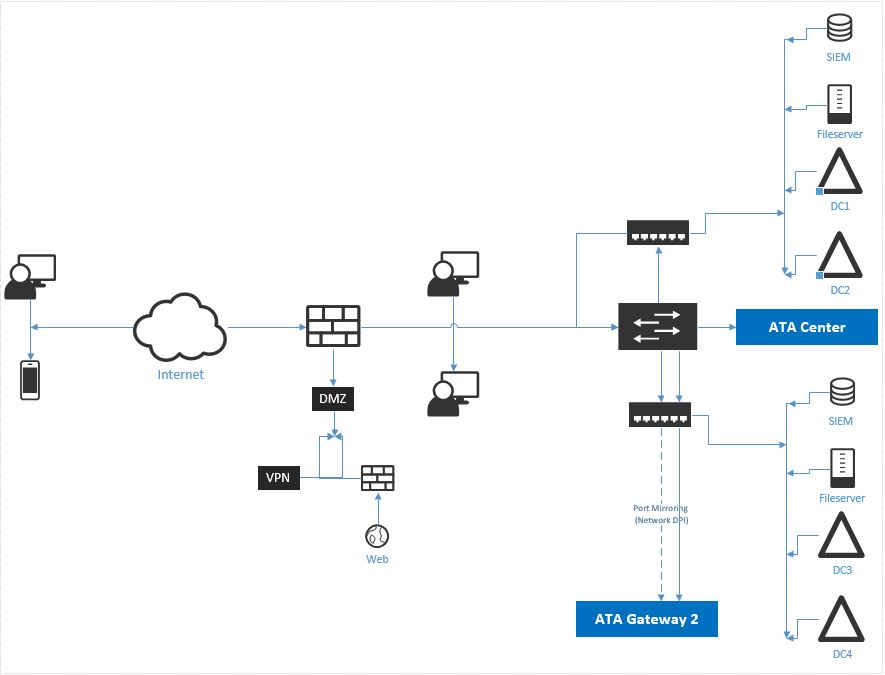 SIEM
Fileserver
DC1
DC2
ATA Center
Internet
DMZ
VPN
Web
SIEM
Fileserver
Port Mirroring
(Network DPI)
DC3
ATA Gateway 2
DC4